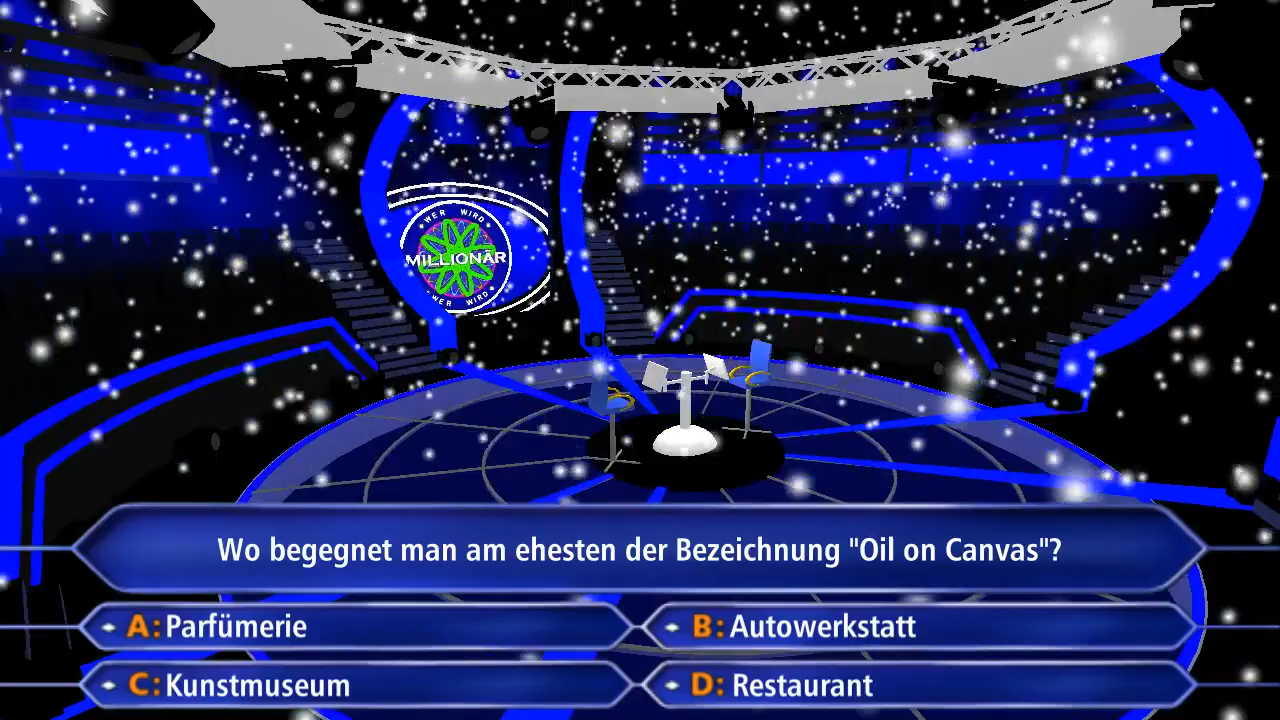 WER WIRD
MILLIONÄR
WER WIRD
Wo begegnet man am ehesten der Bezeichnung "Oil on Canvas"?
A: Parfümerie
B: Autowerkstatt
C: Kunstmuseum
D: Restaurant